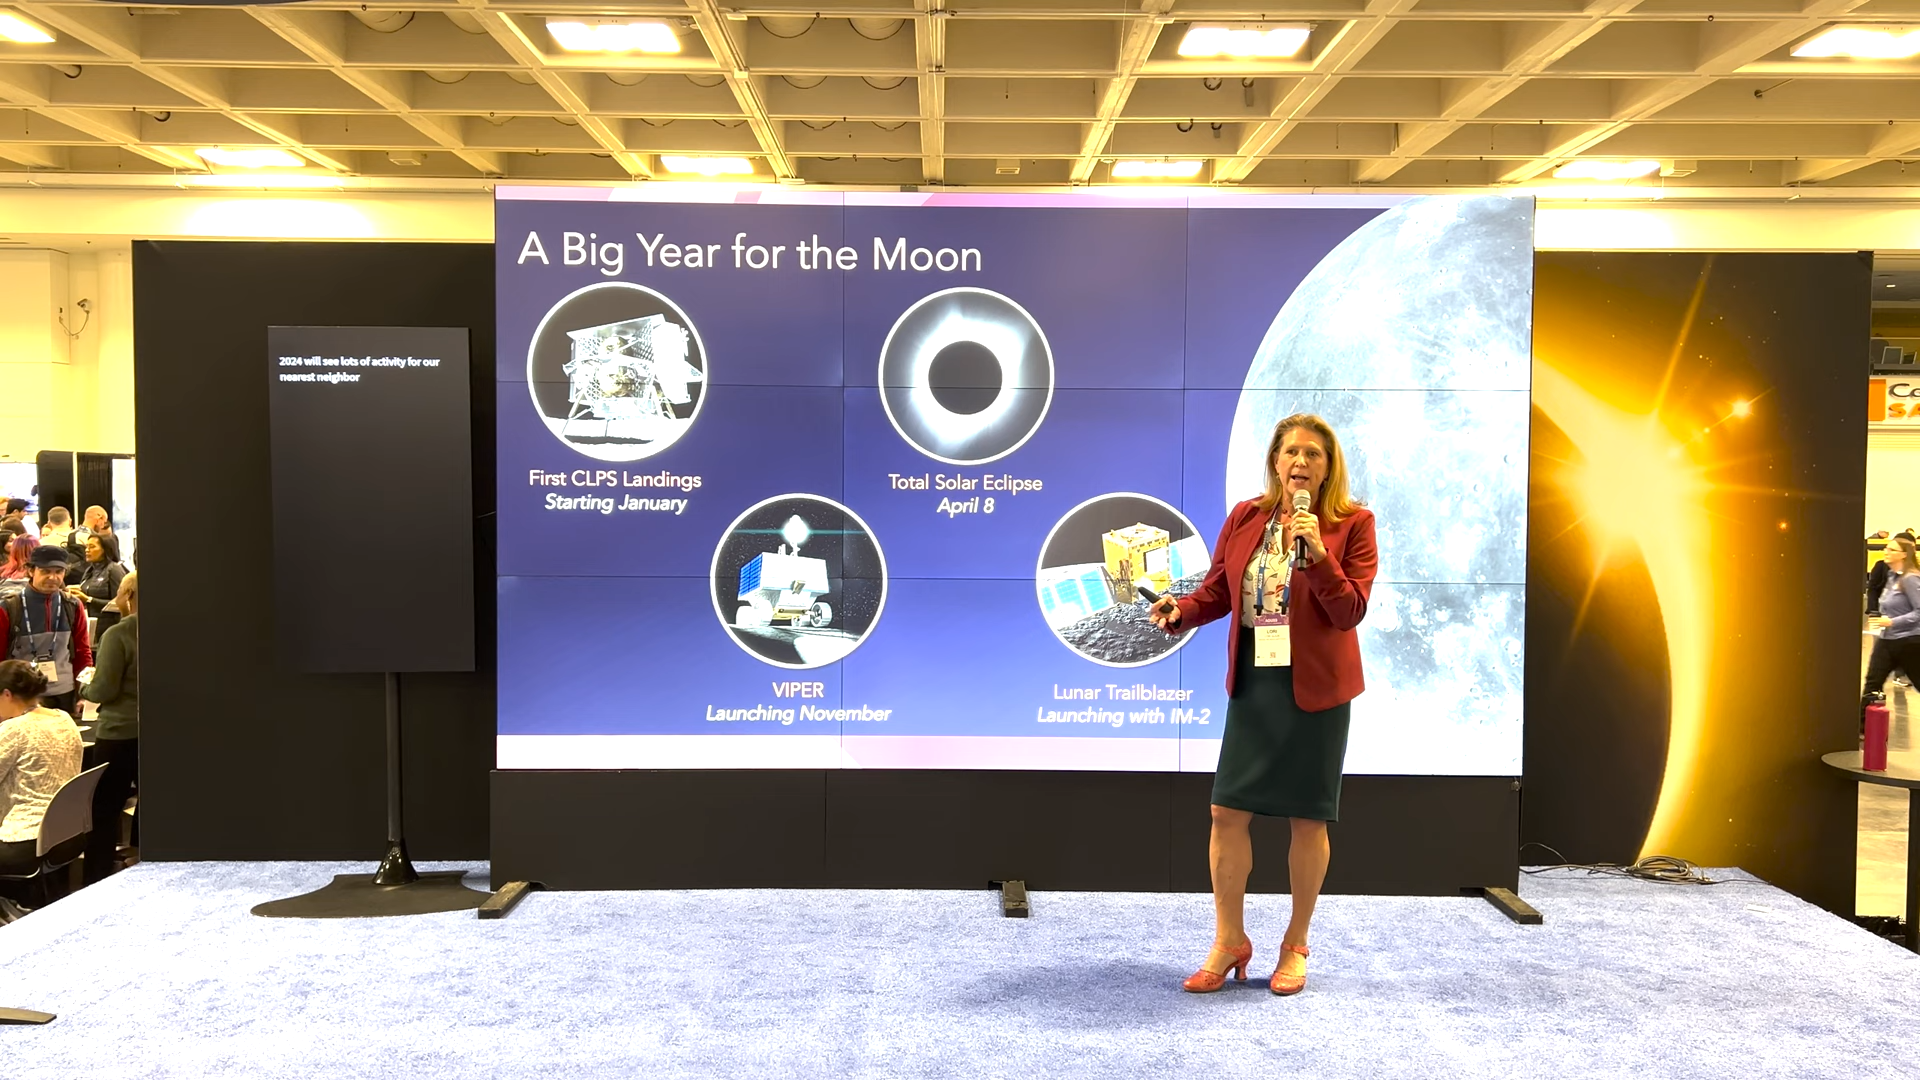 A Big Year for the Moon
2024 will see lots of activity for our
nearest neighbor
First CLPS Landings
Starting January
Total Solar Eclipse
April 8
VIPER
Launching November
Lunar Trailblazer
Launching with IM-2
LORI